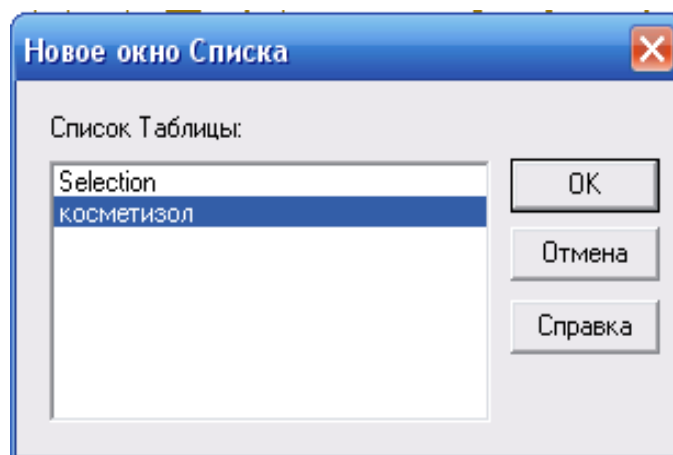 Новое окно Списка
Список Таблицы:
Selection
косметизол
OK
Отмена
Справка